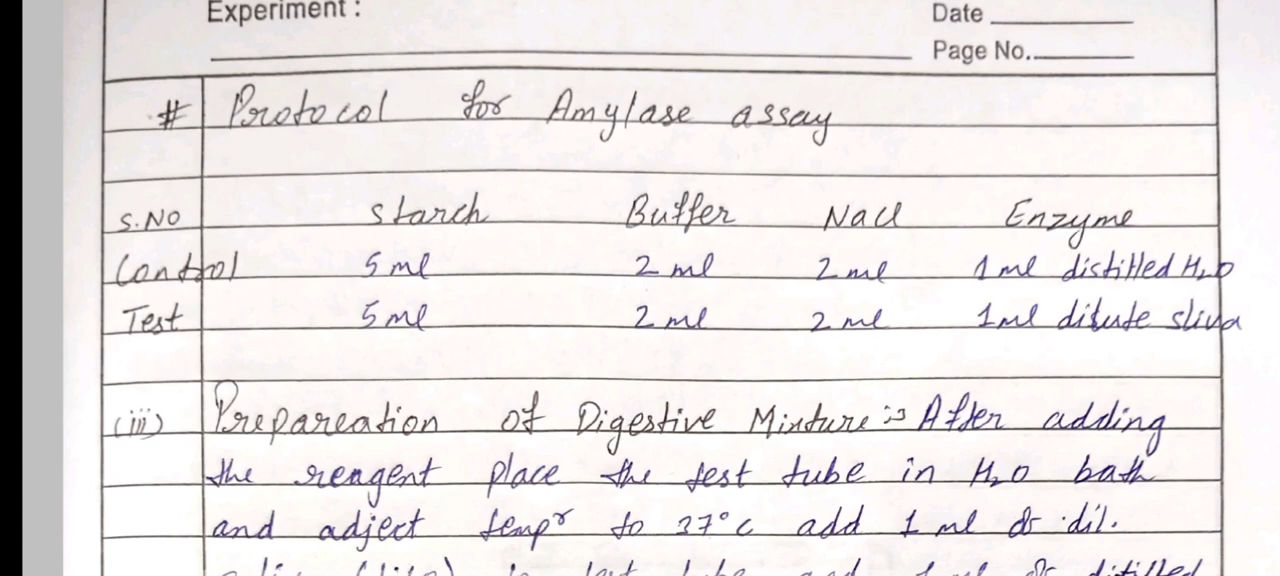 Experiment :
Date
Page No.
# Protocol for Amylase assay
S.NO starch Buffer Nacl Enzyme
Control 5 ml 2 ml 2 ml 1 ml distilled H₂O
Test 5 ml 2 ml 2 ml 1 ml dilute sliva
(iii) Prepareation of Digestive Mixture :→ After adding
the reagent place the test tube in H₂O bath
and adject tempr to 37°c add 1 ml of dil.